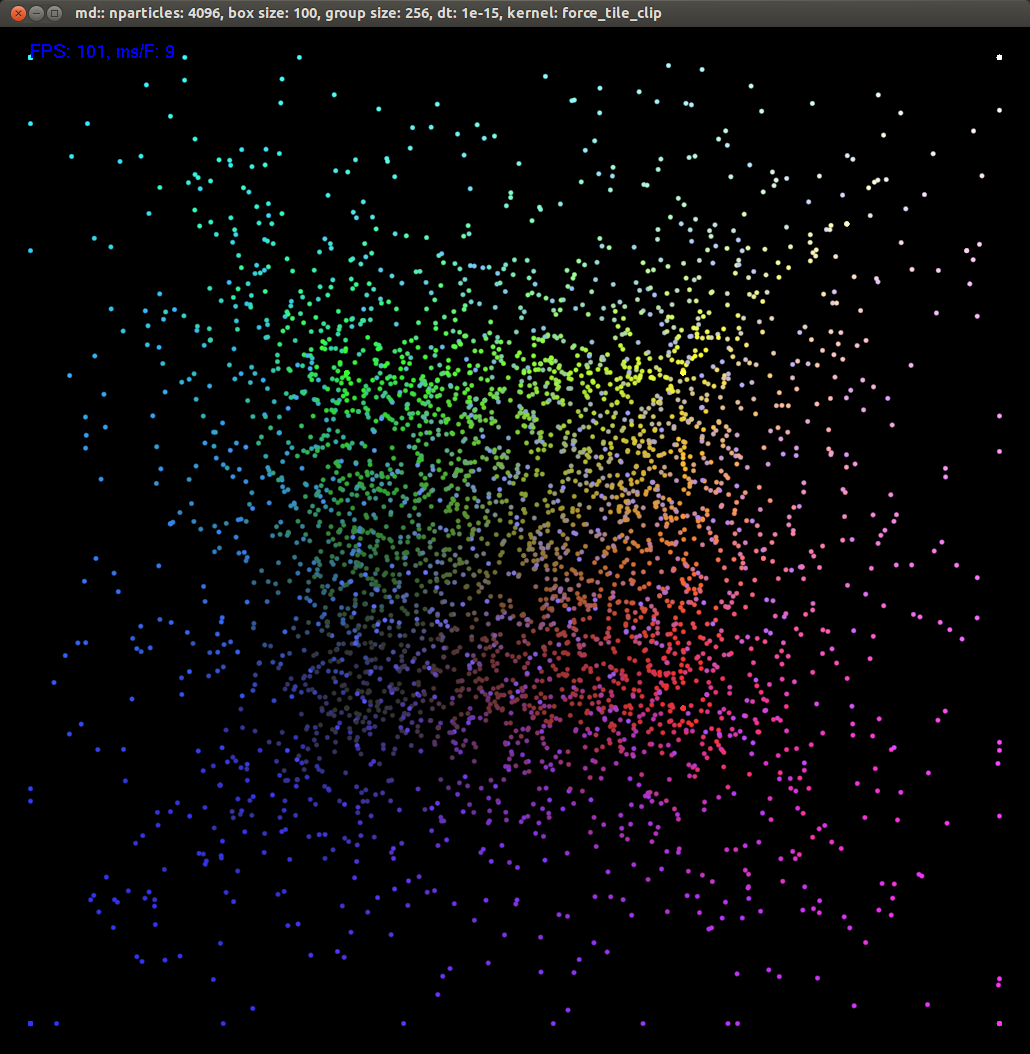 md:: nparticles: 4096, box size: 100, group size: 256, dt: 1e-15, kernel: force_tile_clip
FPS: 101, ms/F: 9